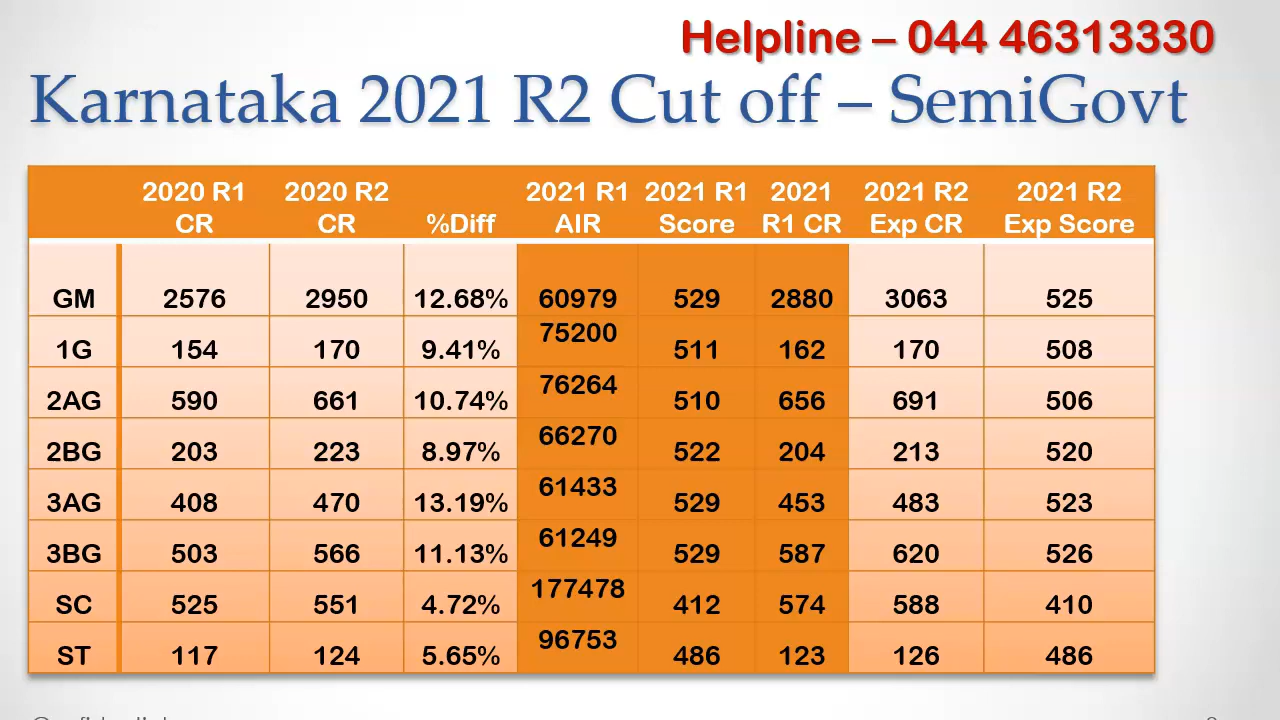 Helpline – 044 46313330
Karnataka 2021 R2 Cut off – SemiGovt
2020 R1 CR 2020 R2 CR %Diff 2021 R1 AIR 2021 R1 Score 2021 R1 CR 2021 R2 Exp CR 2021 R2 Exp Score
GM 2576 2950 12.68% 60979 529 2880 3063 525
1G 154 170 9.41% 75200 511 162 170 508
2AG 590 661 10.74% 76264 510 656 691 506
2BG 203 223 8.97% 66270 522 204 213 520
3AG 408 470 13.19% 61433 529 453 483 523
3BG 503 566 11.13% 61249 529 587 620 526
SC 525 551 4.72% 177478 412 574 588 410
ST 117 124 5.65% 96753 486 123 126 486